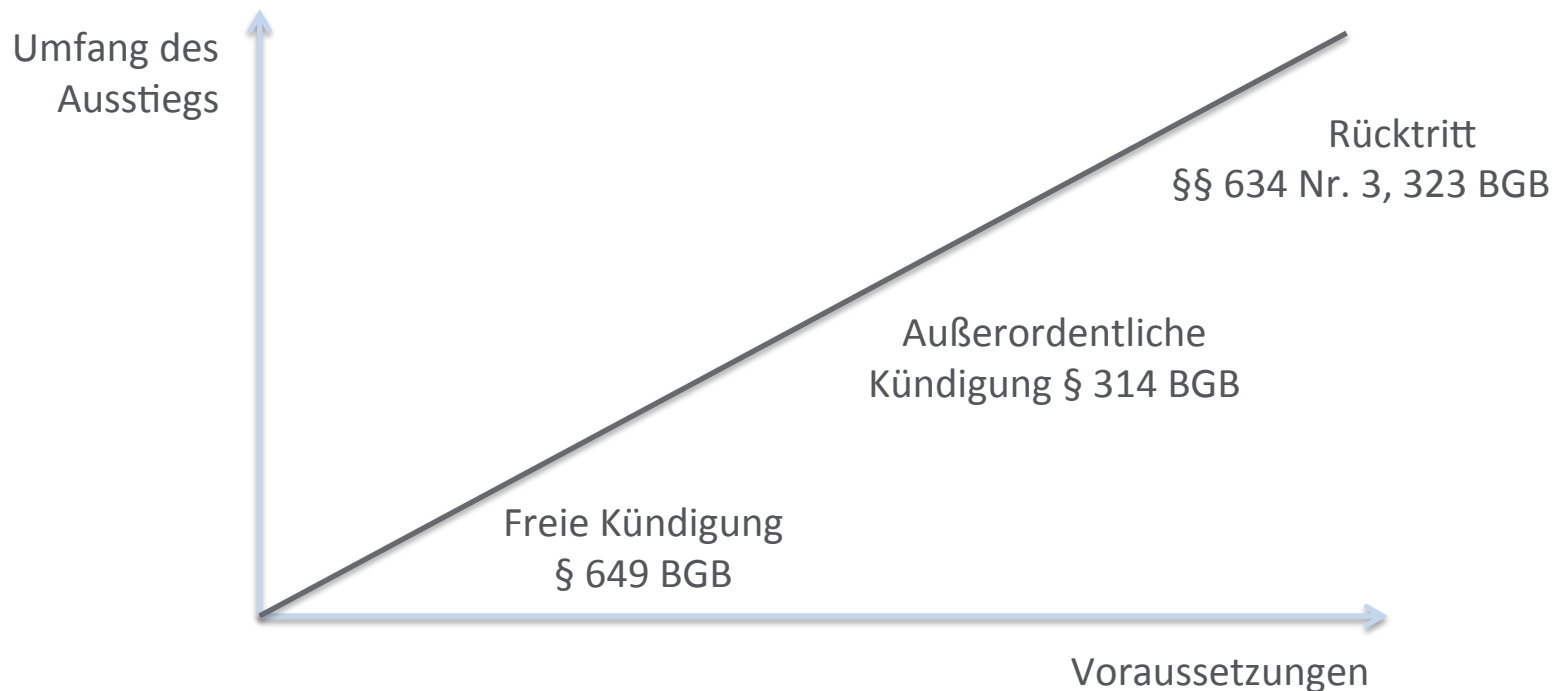 Umfang des
Ausstiegs
Rücktritt
§§ 634 Nr. 3, 323 BGB
Außerordentliche
Kündigung § 314 BGB
Freie Kündigung
§ 649 BGB
Voraussetzungen